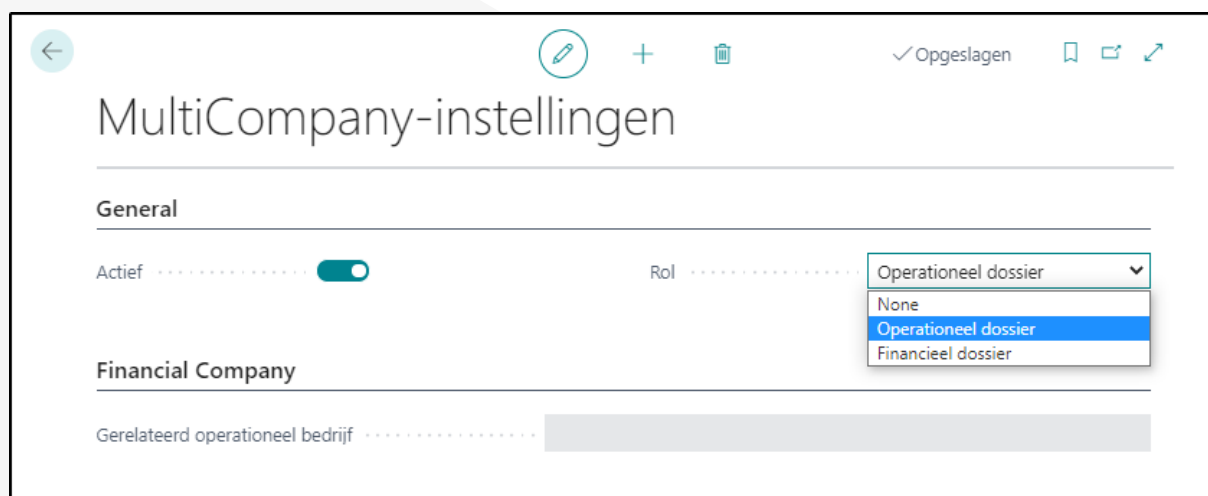 Opgeslagen
MultiCompany-instellingen
General
Actief
Rol
Operationeel dossier
None
Operationeel dossier
Financieel dossier
Financial Company
Gerelateerd operationeel bedrijf